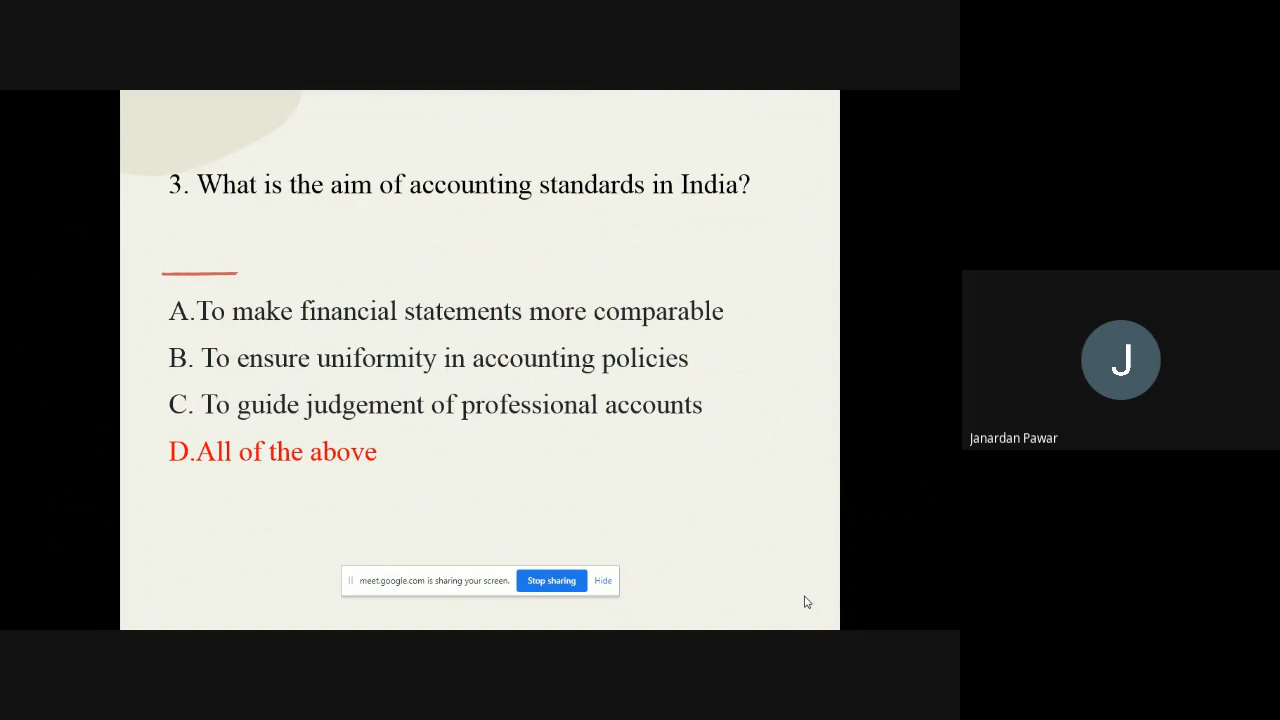 3. What is the aim of accounting standards in India?
A.To make financial statements more comparable
B. To ensure uniformity in accounting policies
C. To guide judgement of professional accounts
D.All of the above
meet.google.com is sharing your screen. Stop sharing Hide
J
Janardan Pawar